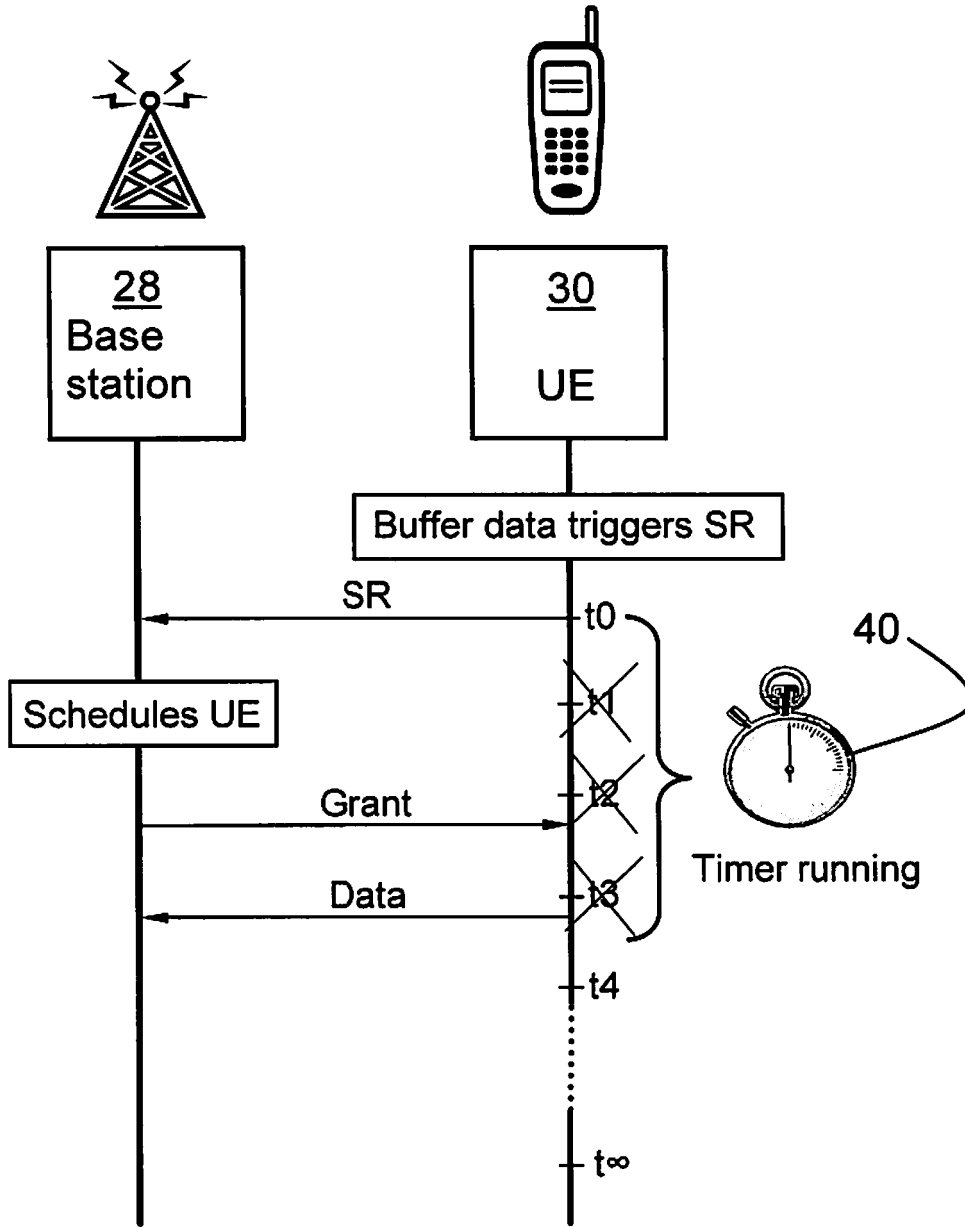 28
Base
station
30
UE
Buffer data triggers SR
SR
t0
40
t1
Schedules UE
t2
Grant
Timer running
t3
Data
t4
t∞